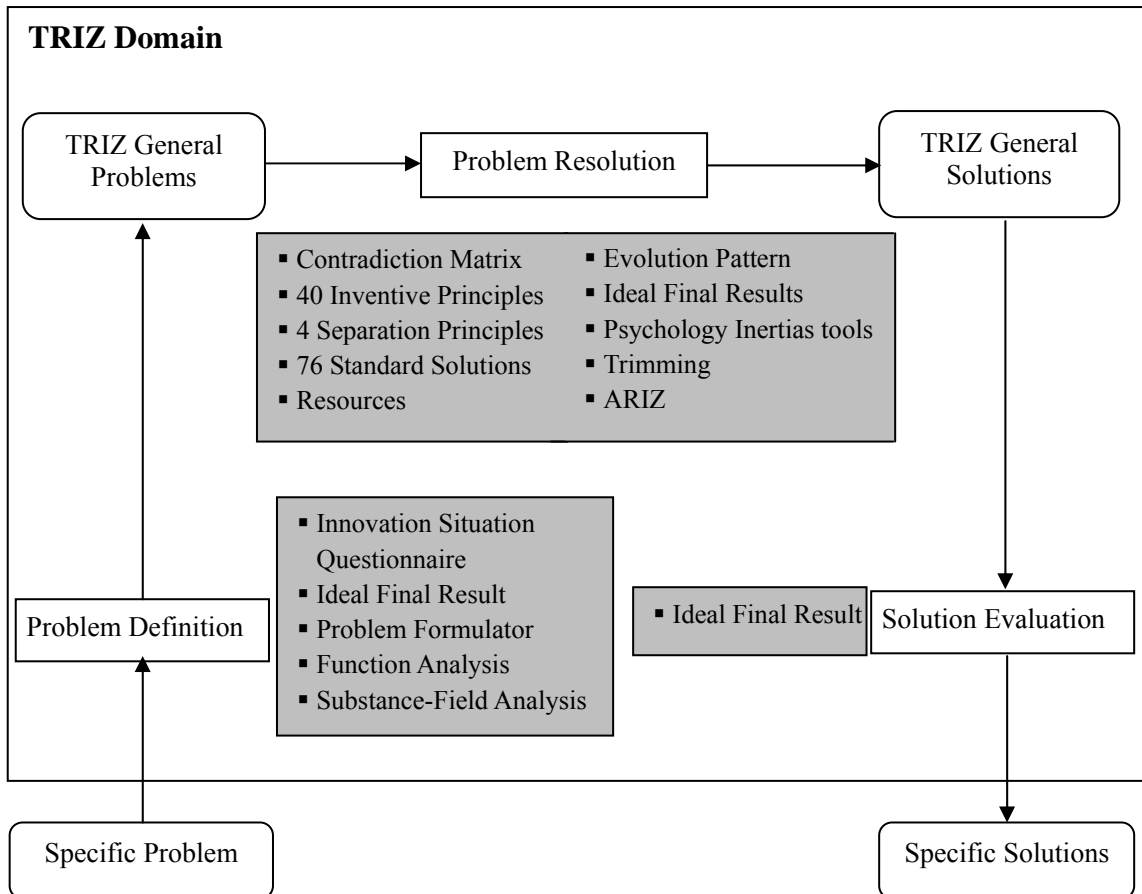 TRIZ Domain
TRIZ General
Problems
Problem Resolution
TRIZ General
Solutions
▪ Contradiction Matrix
▪ 40 Inventive Principles
▪ 4 Separation Principles
▪ 76 Standard Solutions
▪ Resources
▪ Evolution Pattern
▪ Ideal Final Results
▪ Psychology Inertias tools
▪ Trimming
▪ ARIZ
Problem Definition
▪ Innovation Situation
Questionnaire
▪ Ideal Final Result
▪ Problem Formulator
▪ Function Analysis
▪ Substance-Field Analysis
▪ Ideal Final Result
Solution Evaluation
Specific Problem
Specific Solutions